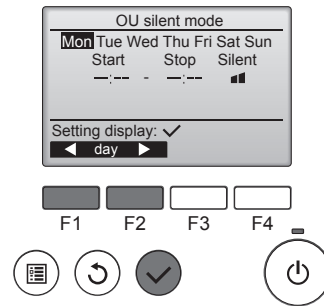 OU silent mode
Mon Tue Wed Thu Fri Sat Sun
Start Stop Silent
--:-- - --:--
Setting display: ✓
◀ day ▶
F1 F2 F3 F4